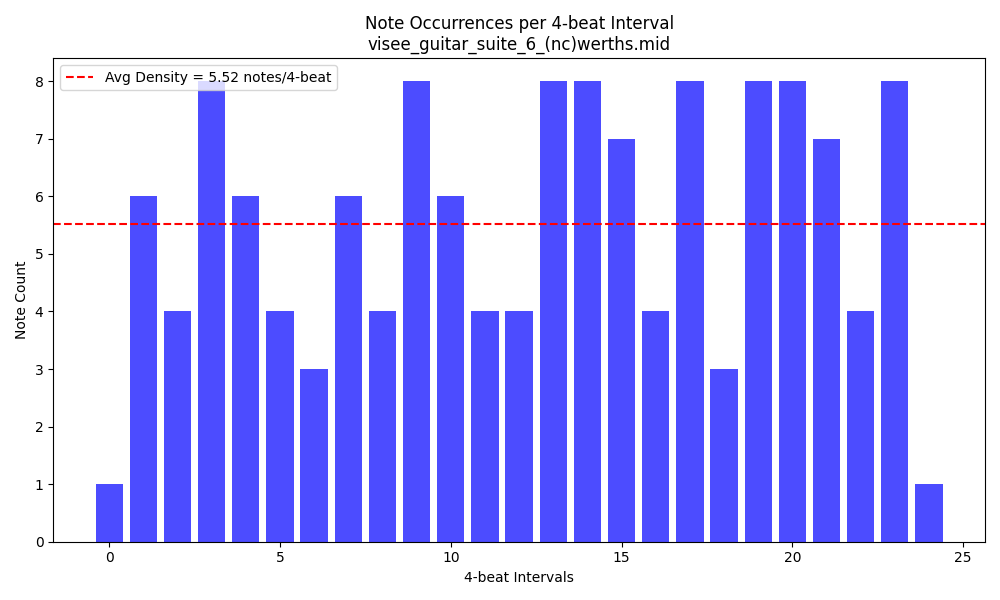 Note Occurrences per 4-beat Interval
visee_guitar_suite_6_(nc)werths.mid
Avg Density = 5.52 notes/4-beat
8
7
6
5
4
3
2
1
0
Note Count
0 5 10 15 20 25
4-beat Intervals